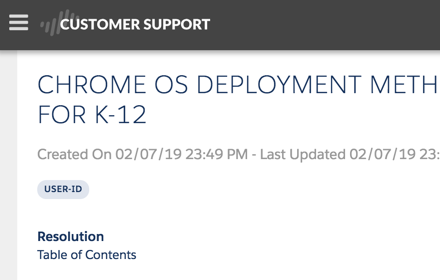 CUSTOMER SUPPORT
CHROME OS DEPLOYMENT METH
FOR K-12
Created On 02/07/19 23:49 PM - Last Updated 02/07/19 23:
USER-ID
Resolution
Table of Contents